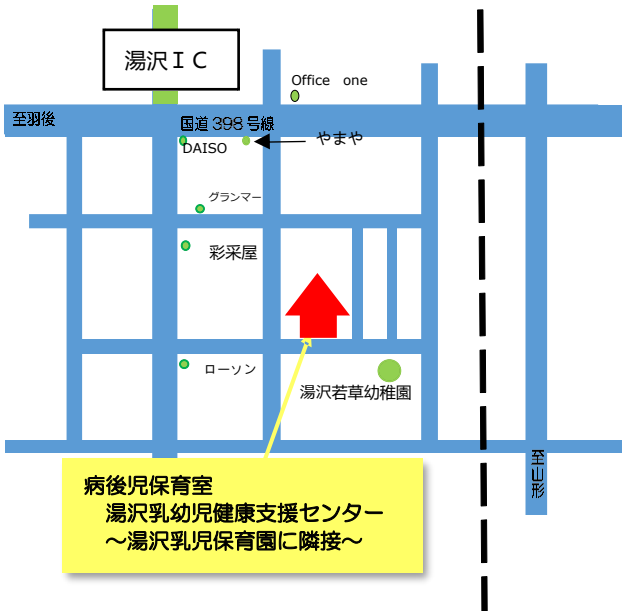 湯沢ＩＣ
Office one
至羽後
国道398号線
やまや
DAISO
グランマー
彩采屋
ローソン
湯沢若草幼稚園
至山形
病後児保育室
湯沢乳幼児健康支援センター
～湯沢乳児保育園に隣接～